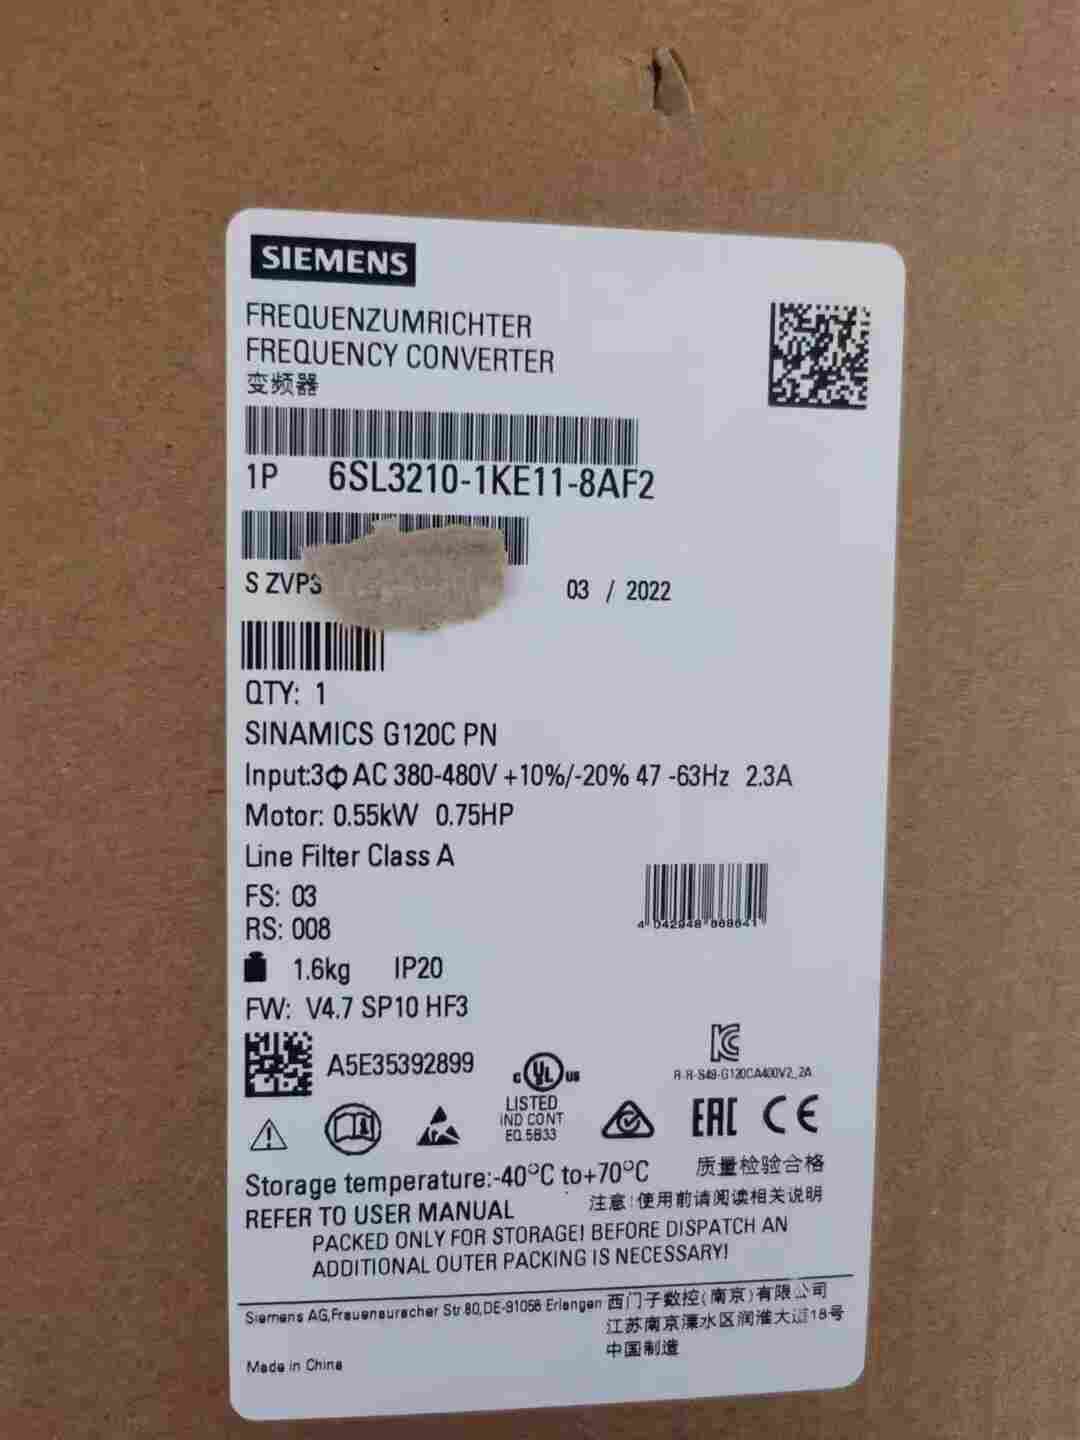 SIEMENS
FREQUENZUMRICHTER
FREQUENCY CONVERTER
变频器
1P 6SL3210-1KE11-8AF2
S ZVP3 03 / 2022
QTY: 1
SINAMICS G120C PN
Input:3Φ AC 380-480V +10%/-20% 47 -63Hz 2.3A
Motor: 0.55kW 0.75HP
Line Filter Class A
FS: 03
RS: 008
1.6kg IP20
FW: V4.7 SP10 HF3
A5E35392899
C UL US
LISTED
IND CONT
EQ.5B33
R-R-S49-G120CA400V2_2A
EAC CE
Storage temperature:-40°C to+70°C 质量检验合格
REFER TO USER MANUAL 注意!使用前请阅读相关说明
PACKED ONLY FOR STORAGE! BEFORE DISPATCH AN
ADDITIONAL OUTER PACKING IS NECESSARY!
Siemens AG,Frauenauracher Str.80,DE-91056 Erlangen 西门子数控(南京)有限公司
江苏南京溧水区润淮大道18号
Made in China 中国制造